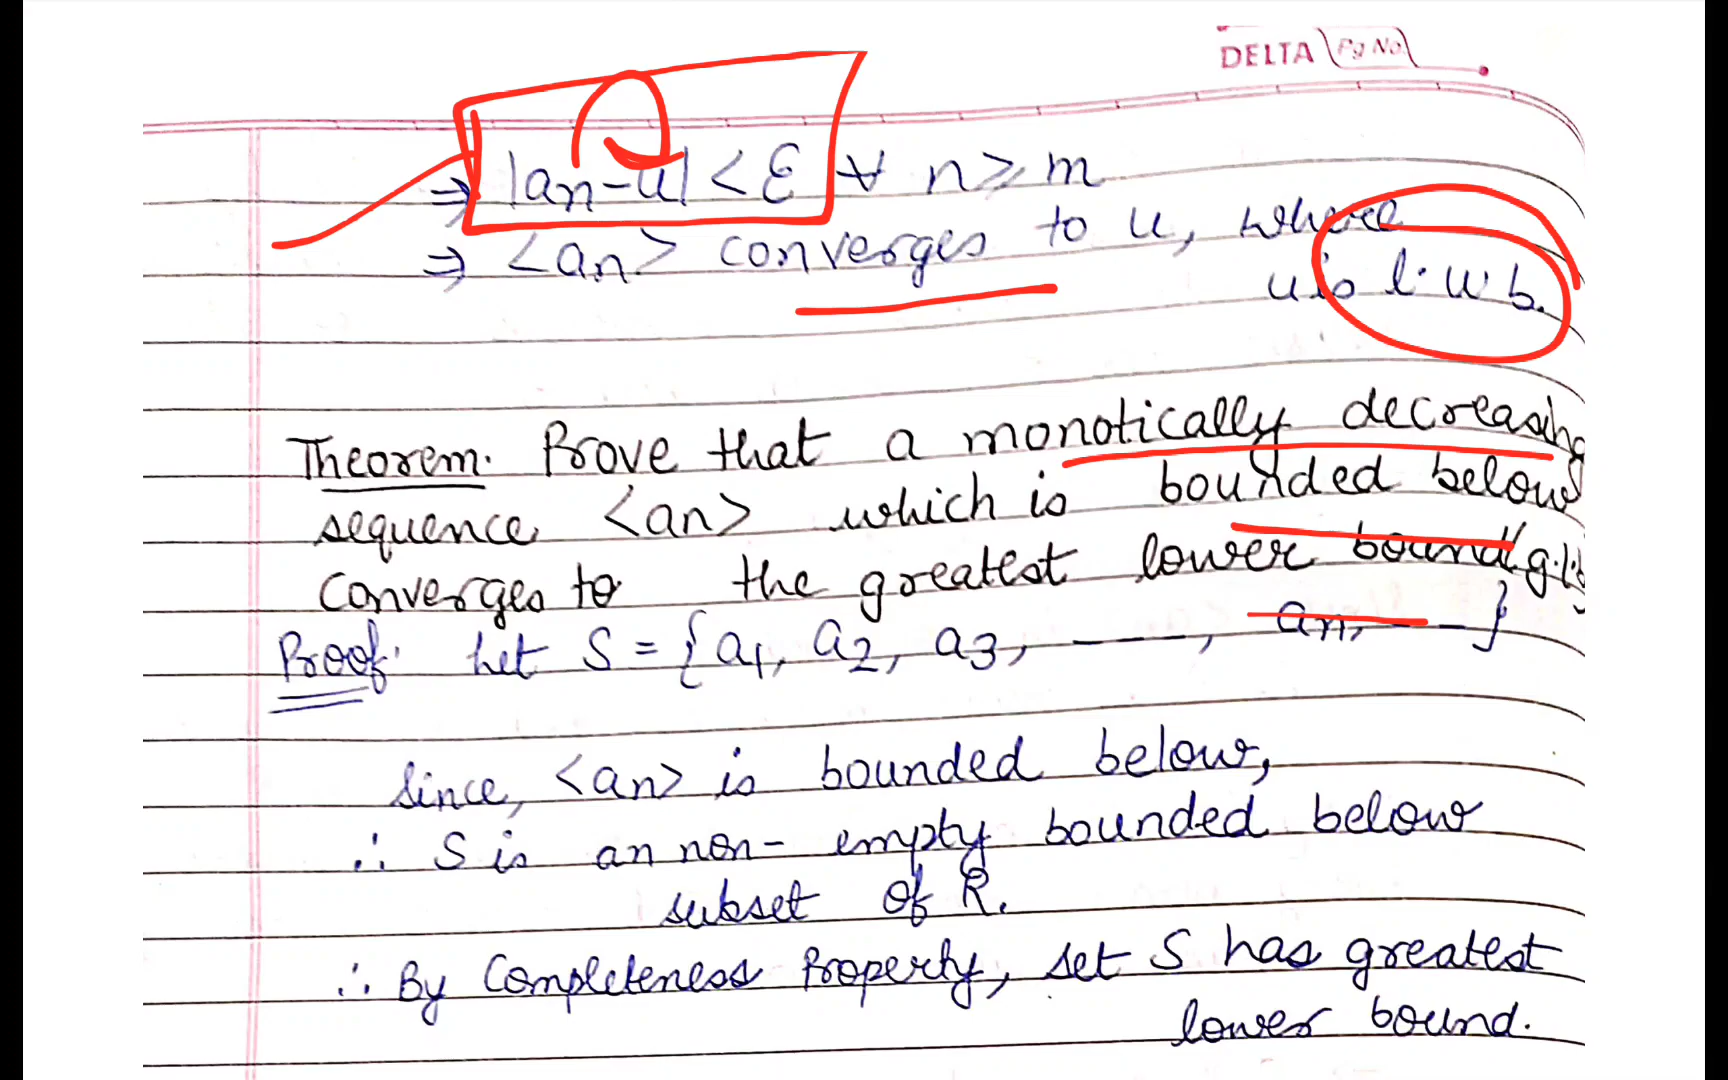 DELTA Pg No.
⇒ |an-u| < ε ∀ n ≥ m
⇒ <an> converges to u, where
u is l.u.b.
Theorem. Prove that a monotically decreasing
sequence <an> which is bounded below
converges to the greatest lower bound (g.l.b
Proof. Let S = {a1, a2, a3, ----, an, --}
Since, <an> is bounded below,
∴ S is an non-empty bounded below
subset of R.
∴ By Completeness Property, set S has greatest
lower bound.